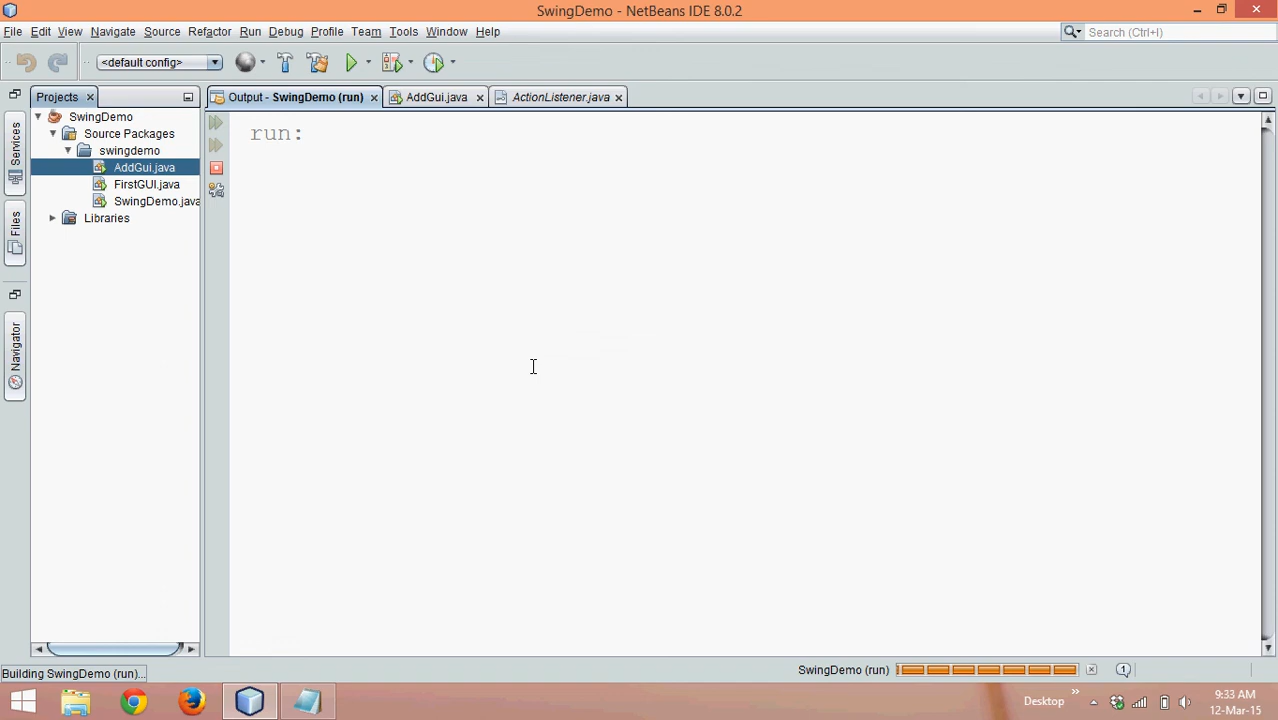 SwingDemo - NetBeans IDE 8.0.2
File Edit View Navigate Source Refactor Run Debug Profile Team Tools Window Help
Search (Ctrl+I)
<default config>
Projects
Output - SwingDemo (run)
AddGui.java
ActionListener.java
run:
SwingDemo
Source Packages
swingdemo
AddGui.java
FirstGUI.java
SwingDemo.java
Libraries
Services
Files
Navigator
Building SwingDemo (run)...
SwingDemo (run)
1
Desktop
9:33 AM
12-Mar-15